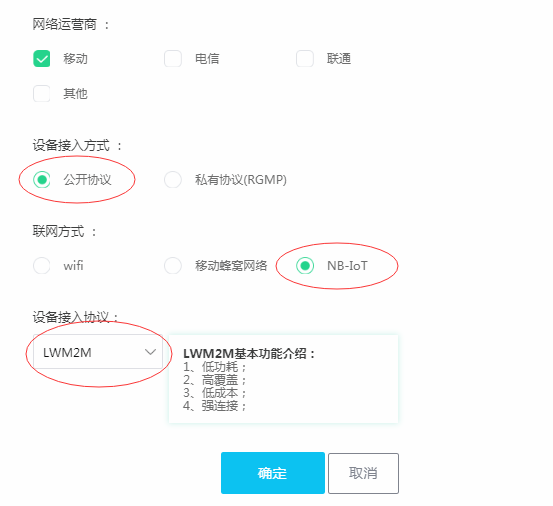 网络运营商 ：
移动 电信 联通
其他
设备接入方式 ：
公开协议 私有协议(RGMP)
联网方式 ：
wifi 移动蜂窝网络 NB-IoT
设备接入协议：
LWM2M
LWM2M基本功能介绍：
1、低功耗；
2、高覆盖；
3、低成本；
4、强连接；
确定 取消